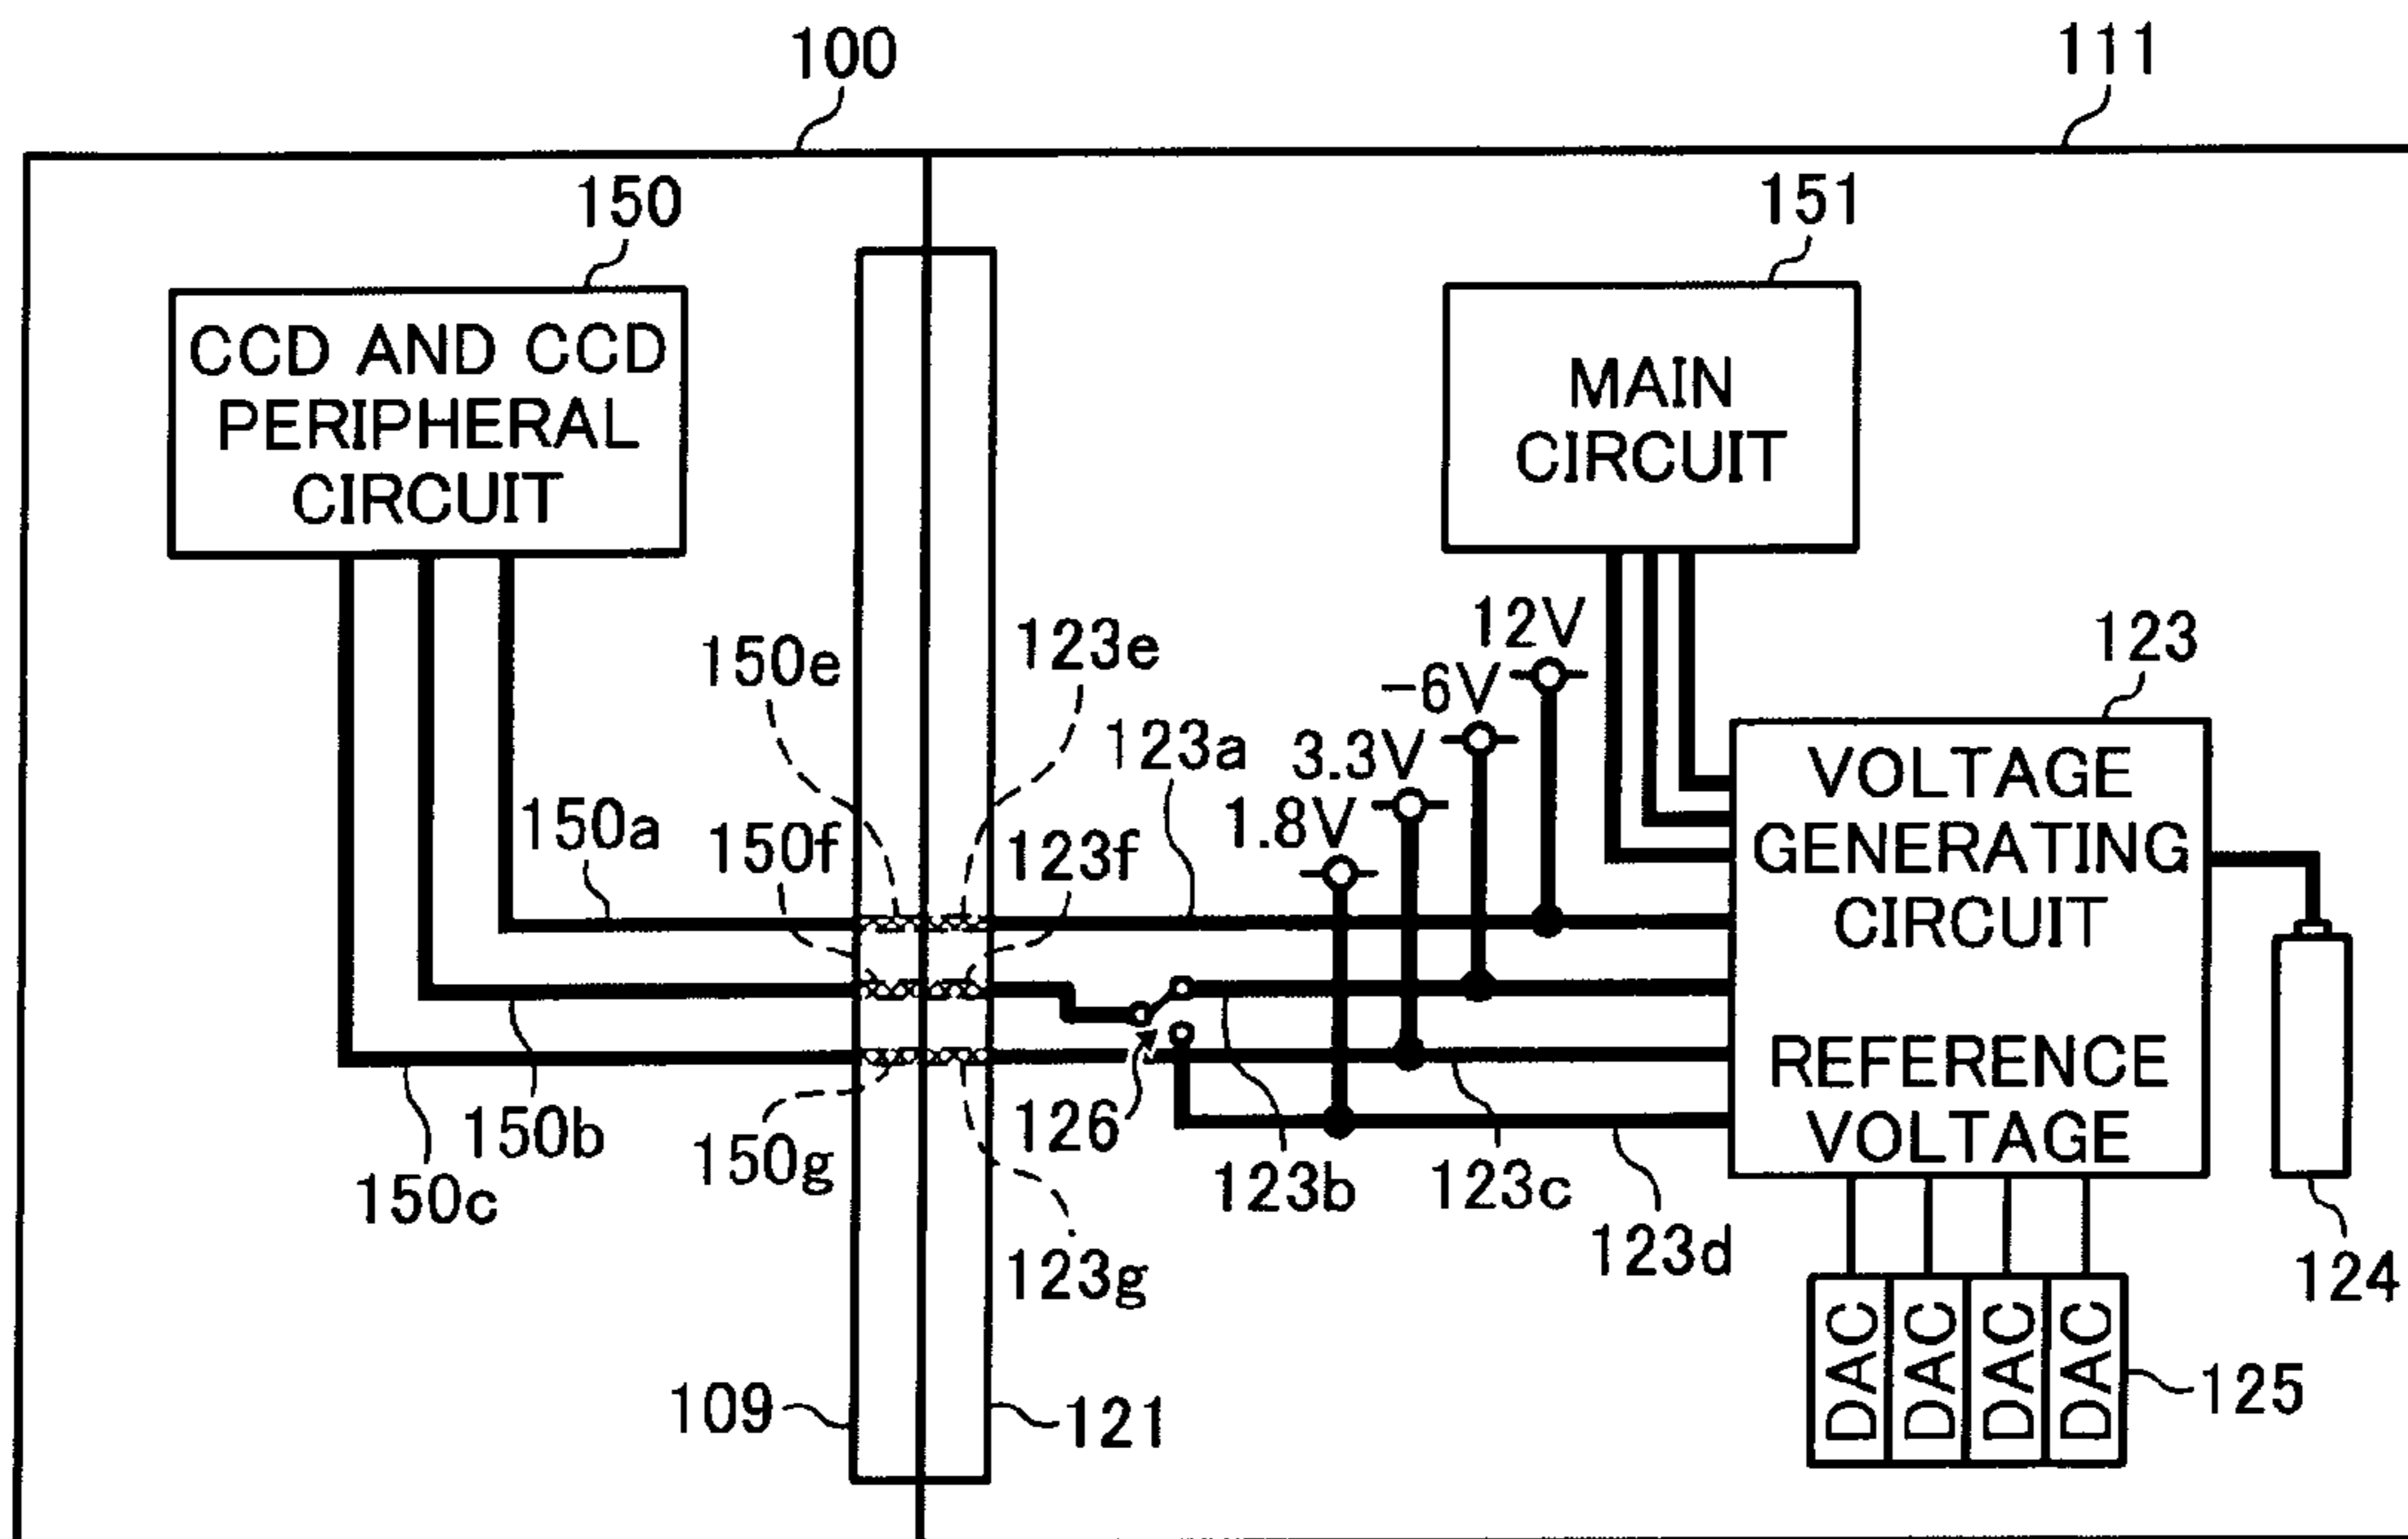 100
111
150
151
CCD AND CCD
PERIPHERAL
CIRCUIT
MAIN
CIRCUIT
12V
-6V
3.3V
1.8V
123
150e
123e
123a
150a
150f
123f
VOLTAGE
GENERATING
CIRCUIT
REFERENCE
VOLTAGE
126
150b
150c
150g
123g
123b
123c
123d
124
DAC
DAC
DAC
DAC
125
109
121